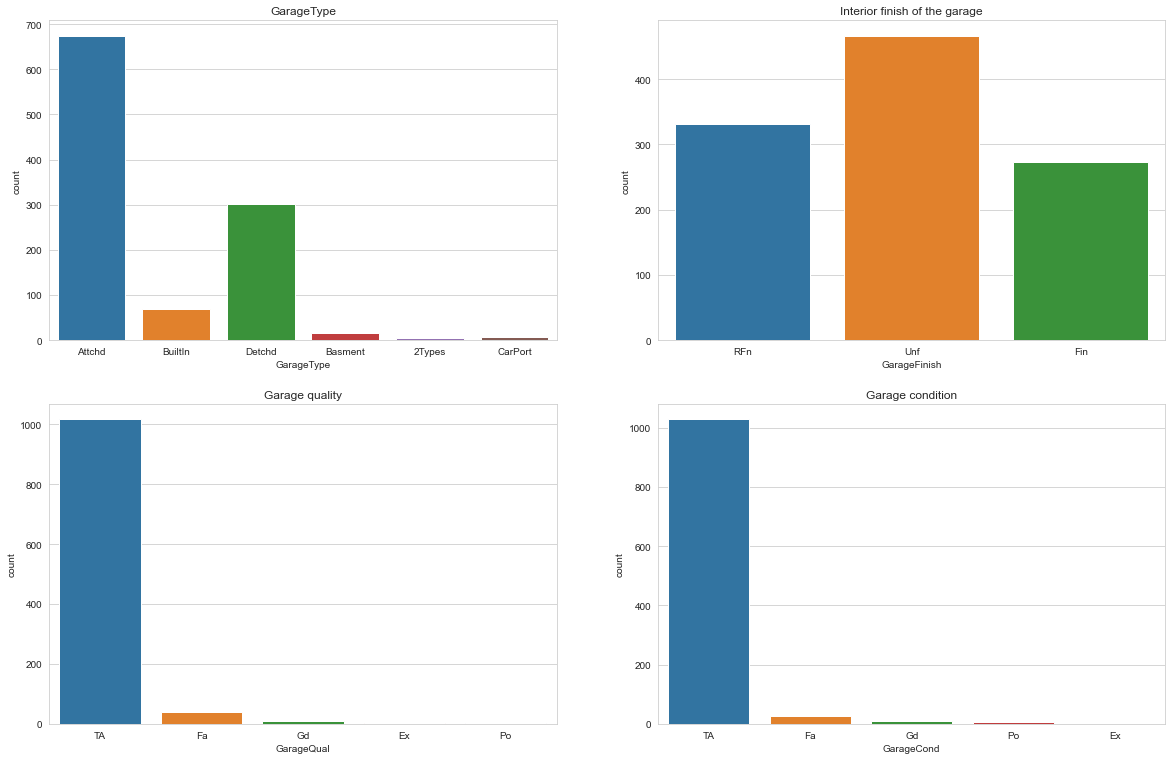 GarageType
700
600
500
400
300
200
100
0
count
Attchd BuiltIn Detchd Basment 2Types CarPort
GarageType
Interior finish of the garage
400
300
200
100
0
count
RFn Unf Fin
GarageFinish
Garage quality
1000
800
600
400
200
0
count
TA Fa Gd Ex Po
GarageQual
Garage condition
1000
800
600
400
200
0
count
TA Fa Gd Po Ex
GarageCond